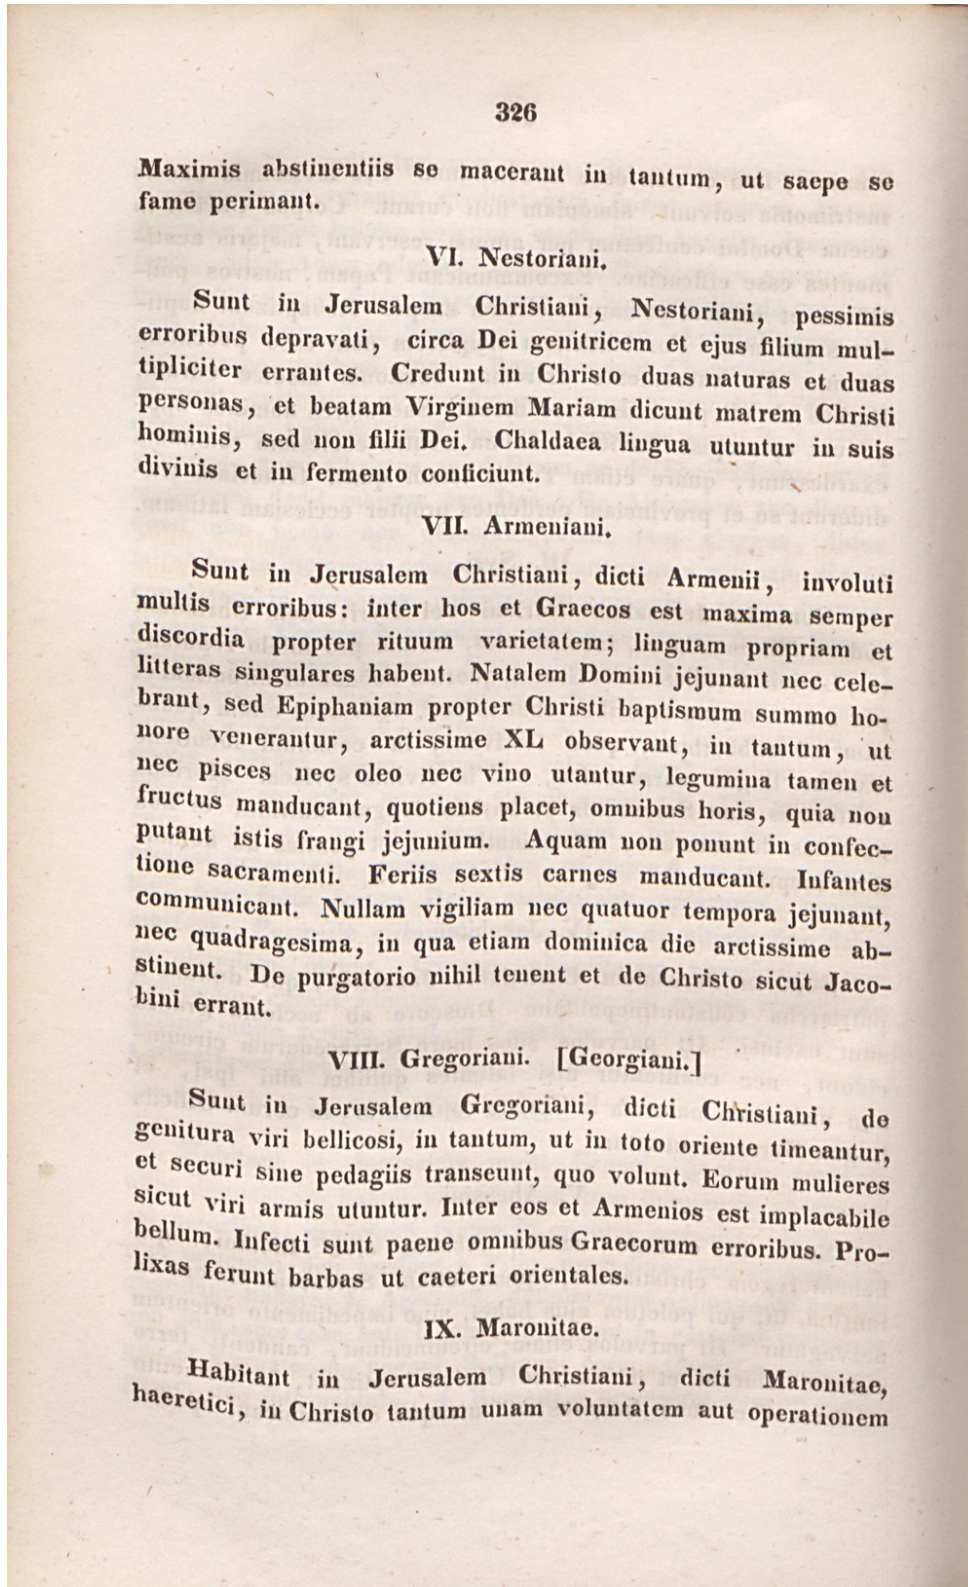 326
Maximis abstinentiis se macerant in tantum, ut saepe se
fame perimant.
VI. Nestoriani.
Sunt in Jerusalem Christiani, Nestoriani, pessimis
erroribus depravati, circa Dei genitricem et ejus filium mul-
tipliciter errantes. Credunt in Christo duas naturas et duas
personas, et beatam Virginem Mariam dicunt matrem Christi
hominis, sed non filii Dei. Chaldaea lingua utuntur in suis
divinis et in fermento conficiunt.
VII. Armeniani.
Sunt in Jerusalem Christiani, dicti Armenii, involuti
multis erroribus: inter hos et Graecos est maxima semper
discordia propter rituum varietatem; linguam propriam et
litteras singulares habent. Natalem Domini jejunant nec cele-
brant, sed Epiphaniam propter Christi baptismum summo ho-
nore venerantur, arctissime XL observant, in tantum, ut
nec pisces nec oleo nec vino utantur, legumina tamen et
fructus manducant, quotiens placet, omnibus horis, quia non
putant istis frangi jejunium. Aquam non ponunt in confec-
tione sacramenti. Feriis sextis carnes manducant. Infantes
communicant. Nullam vigiliam nec quatuor tempora jejunant,
nec quadragesima, in qua etiam dominica die arctissime ab-
stinent. De purgatorio nihil tenent et de Christo sicut Jaco-
bini errant.
VIII. Gregoriani. [Georgiani.]
Sunt in Jerusalem Gregoriani, dicti Christiani, de
genitura viri bellicosi, in tantum, ut in toto oriente timeantur,
et securi sine pedagiis transeunt, quo volunt. Eorum mulieres
sicut viri armis utuntur. Inter eos et Armenios est implacabile
bellum. Infecti sunt paene omnibus Graecorum erroribus. Pro-
lixas ferunt barbas ut caeteri orientales.
IX. Maronitae.
Habitant in Jerusalem Christiani, dicti Maronitae,
haeretici, in Christo tantum unam voluntatem aut operationem